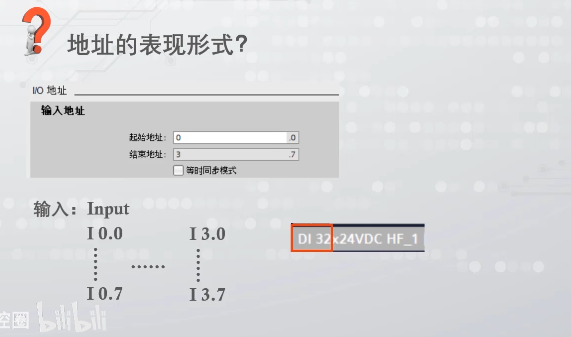 地址的表现形式?
I/O 地址
输入地址
起始地址: 0 .0
结束地址: 3 .7
等时同步模式
输入: Input
I 0.0 I 3.0
......
I 0.7 I 3.7
DI 32x24VDC HF_1
控圈 bilibili